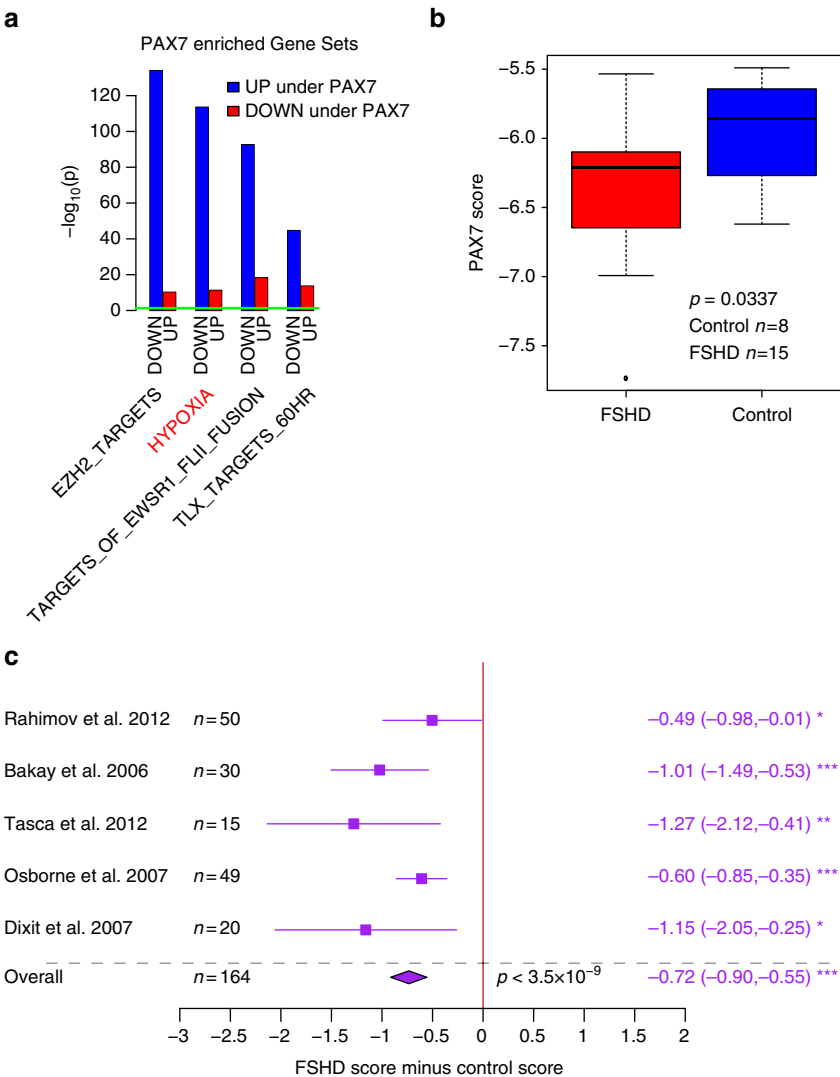 a
PAX7 enriched Gene Sets
UP under PAX7
DOWN under PAX7
−log10(p)
120
100
80
60
40
20
0
DOWN UP DOWN UP DOWN UP DOWN UP
EZH2_TARGETS
HYPOXIA
TARGETS_OF_EWSR1_FLII_FUSION
TLX_TARGETS_60HR
b
PAX7 score
−5.5
−6.0
−6.5
−7.0
−7.5
p = 0.0337
Control n=8
FSHD n=15
FSHD Control
c
Rahimov et al. 2012 n=50 −0.49 (−0.98,−0.01) *
Bakay et al. 2006 n=30 −1.01 (−1.49,−0.53) ***
Tasca et al. 2012 n=15 −1.27 (−2.12,−0.41) **
Osborne et al. 2007 n=49 −0.60 (−0.85,−0.35) ***
Dixit et al. 2007 n=20 −1.15 (−2.05,−0.25) *
Overall n=164 p < 3.5×10−9 −0.72 (−0.90,−0.55) ***
−3 −2.5 −2 −1.5 −1 −0.5 0 0.5 1 1.5 2
FSHD score minus control score